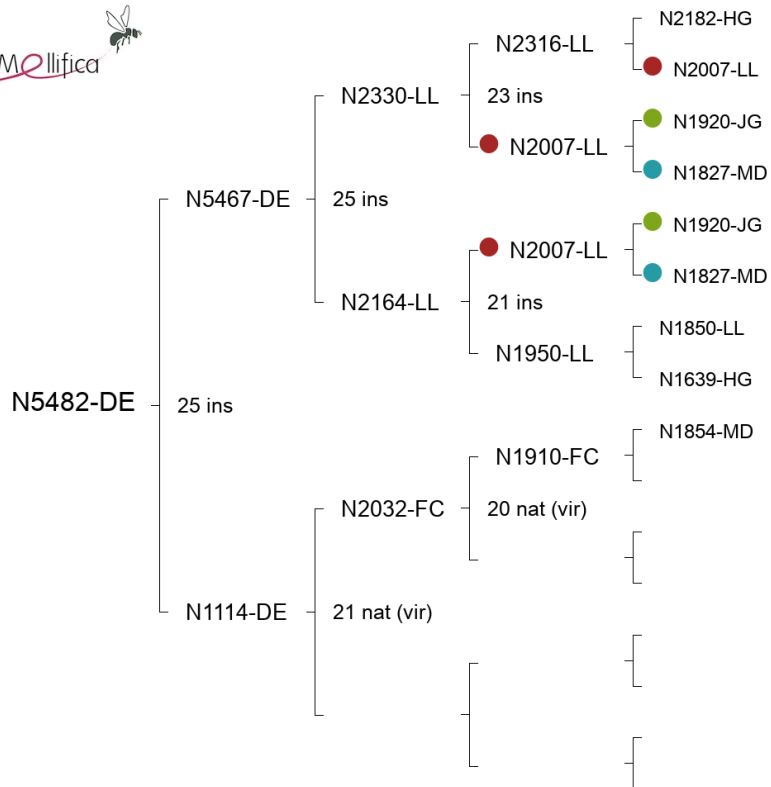 Mellifica
N2182-HG
N2316-LL
N2007-LL
N2330-LL
23 ins
N1920-JG
N2007-LL
N1827-MD
N5467-DE
25 ins
N1920-JG
N2007-LL
N1827-MD
N2164-LL
21 ins
N1850-LL
N1950-LL
N1639-HG
N5482-DE
25 ins
N1854-MD
N1910-FC
N2032-FC
20 nat (vir)
N1114-DE
21 nat (vir)